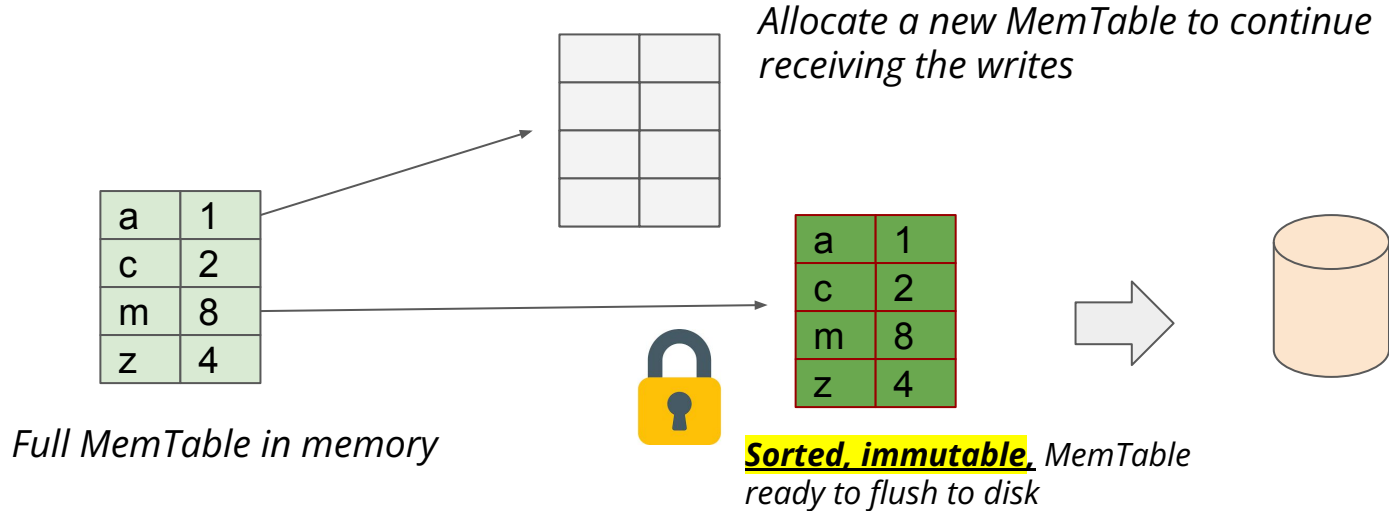 Allocate a new MemTable to continue
receiving the writes
a 1
c 2
m 8
z 4
Full MemTable in memory
a 1
c 2
m 8
z 4
Sorted, immutable, MemTable
ready to flush to disk